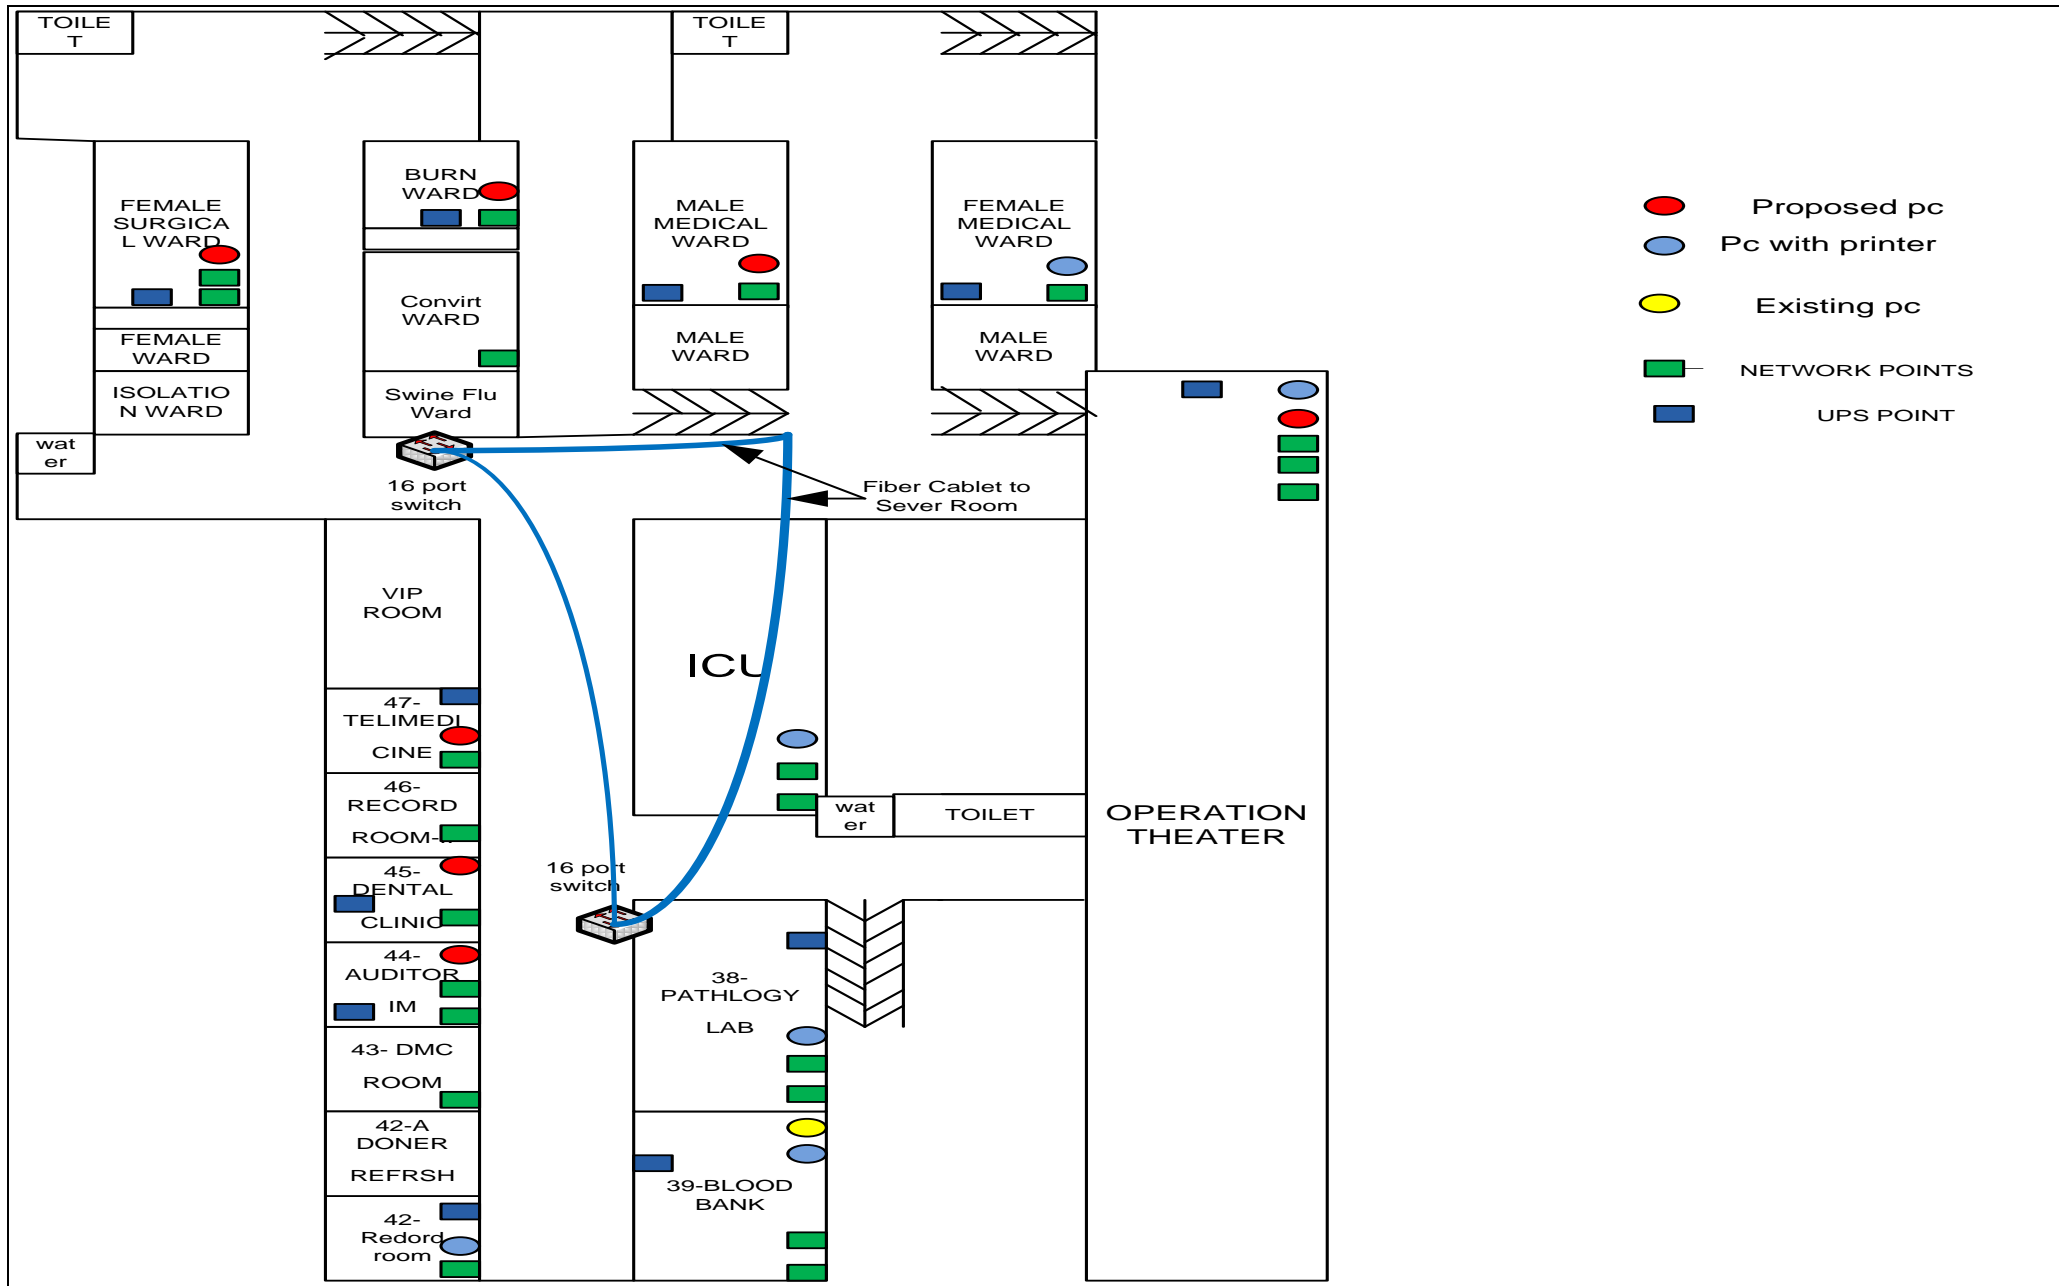 TOILE
T
TOILE
T
BURN
WARD
FEMALE
SURGICA
L WARD
MALE
MEDICAL
WARD
FEMALE
MEDICAL
WARD
Proposed pc
Pc with printer
Existing pc
NETWORK POINTS
UPS POINT
Convirt
WARD
FEMALE
WARD
MALE
WARD
MALE
WARD
ISOLATIO
N WARD
Swine Flu
Ward
wat
er
16 port
switch
Fiber Cablet to
Sever Room
VIP
ROOM
ICU
47-
TELIMEDI
CINE
46-
RECORD
ROOM-
wat
er
TOILET
OPERATION
THEATER
45-
DENTAL
CLINIC
16 port
switch
44-
AUDITOR
IM
38-
PATHLOGY
LAB
43- DMC
ROOM
42-A
DONER
REFRSH
39-BLOOD
BANK
42-
Redord
room